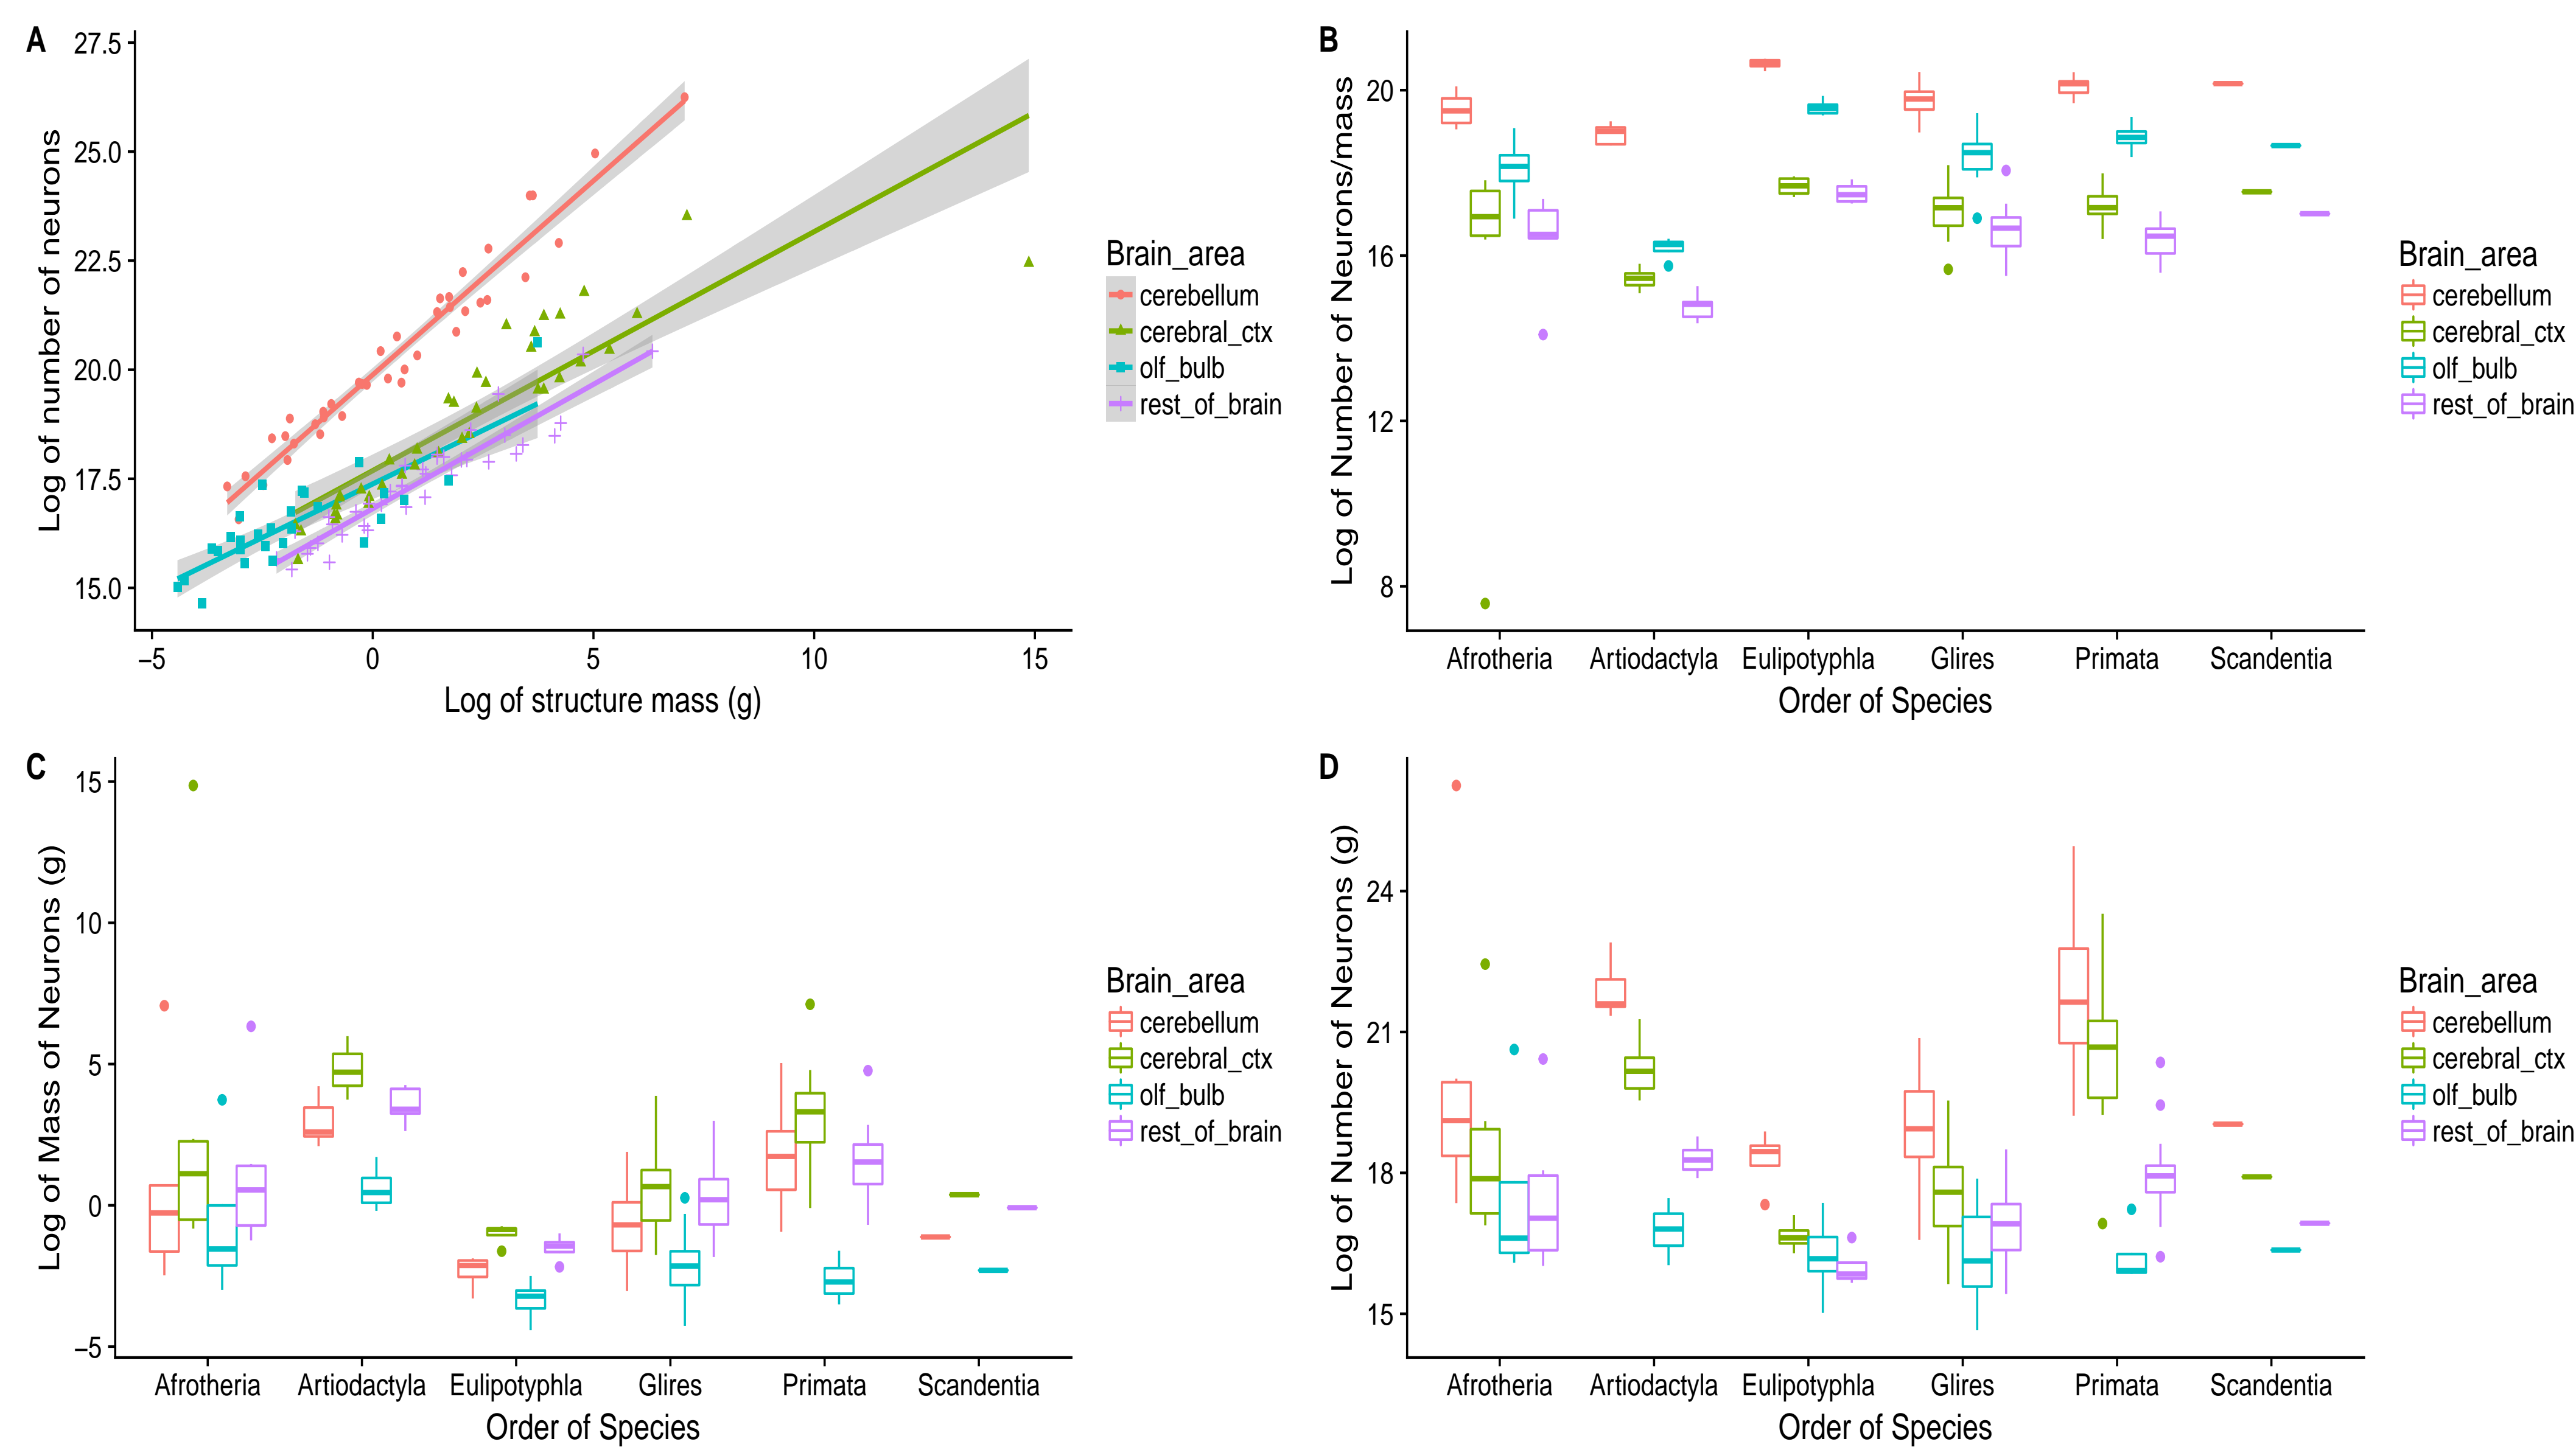 A
27.5
25.0
22.5
20.0
17.5
15.0
Log of number of neurons
−5 0 5 10 15
Log of structure mass (g)
Brain_area
cerebellum
cerebral_ctx
olf_bulb
rest_of_brain
B
20
16
12
8
Log of Number of Neurons/mass
Afrotheria Artiodactyla Eulipotyphla Glires Primata Scandentia
Order of Species
Brain_area
cerebellum
cerebral_ctx
olf_bulb
rest_of_brain
C
15
10
5
0
−5
Log of Mass of Neurons (g)
Afrotheria Artiodactyla Eulipotyphla Glires Primata Scandentia
Order of Species
Brain_area
cerebellum
cerebral_ctx
olf_bulb
rest_of_brain
D
24
21
18
15
Log of Number of Neurons (g)
Afrotheria Artiodactyla Eulipotyphla Glires Primata Scandentia
Order of Species
Brain_area
cerebellum
cerebral_ctx
olf_bulb
rest_of_brain